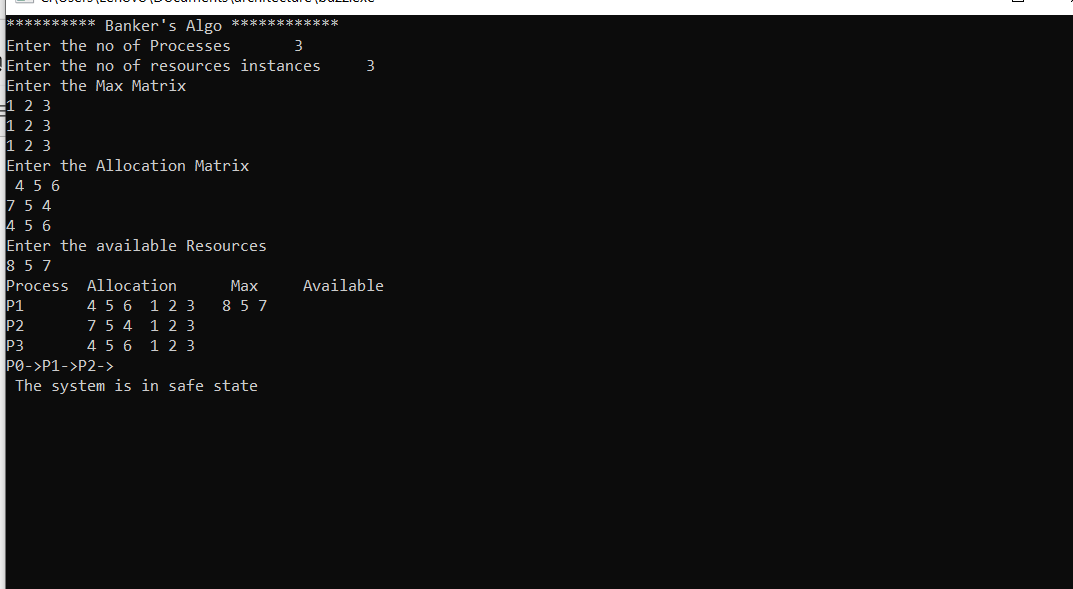 ********** Banker's Algo ************
Enter the no of Processes       3
Enter the no of resources instances     3
Enter the Max Matrix
1 2 3
1 2 3
1 2 3
Enter the Allocation Matrix
 4 5 6
7 5 4
4 5 6
Enter the available Resources
8 5 7
Process  Allocation      Max     Available
P1       4 5 6  1 2 3   8 5 7
P2       7 5 4  1 2 3
P3       4 5 6  1 2 3
P0->P1->P2->
 The system is in safe state